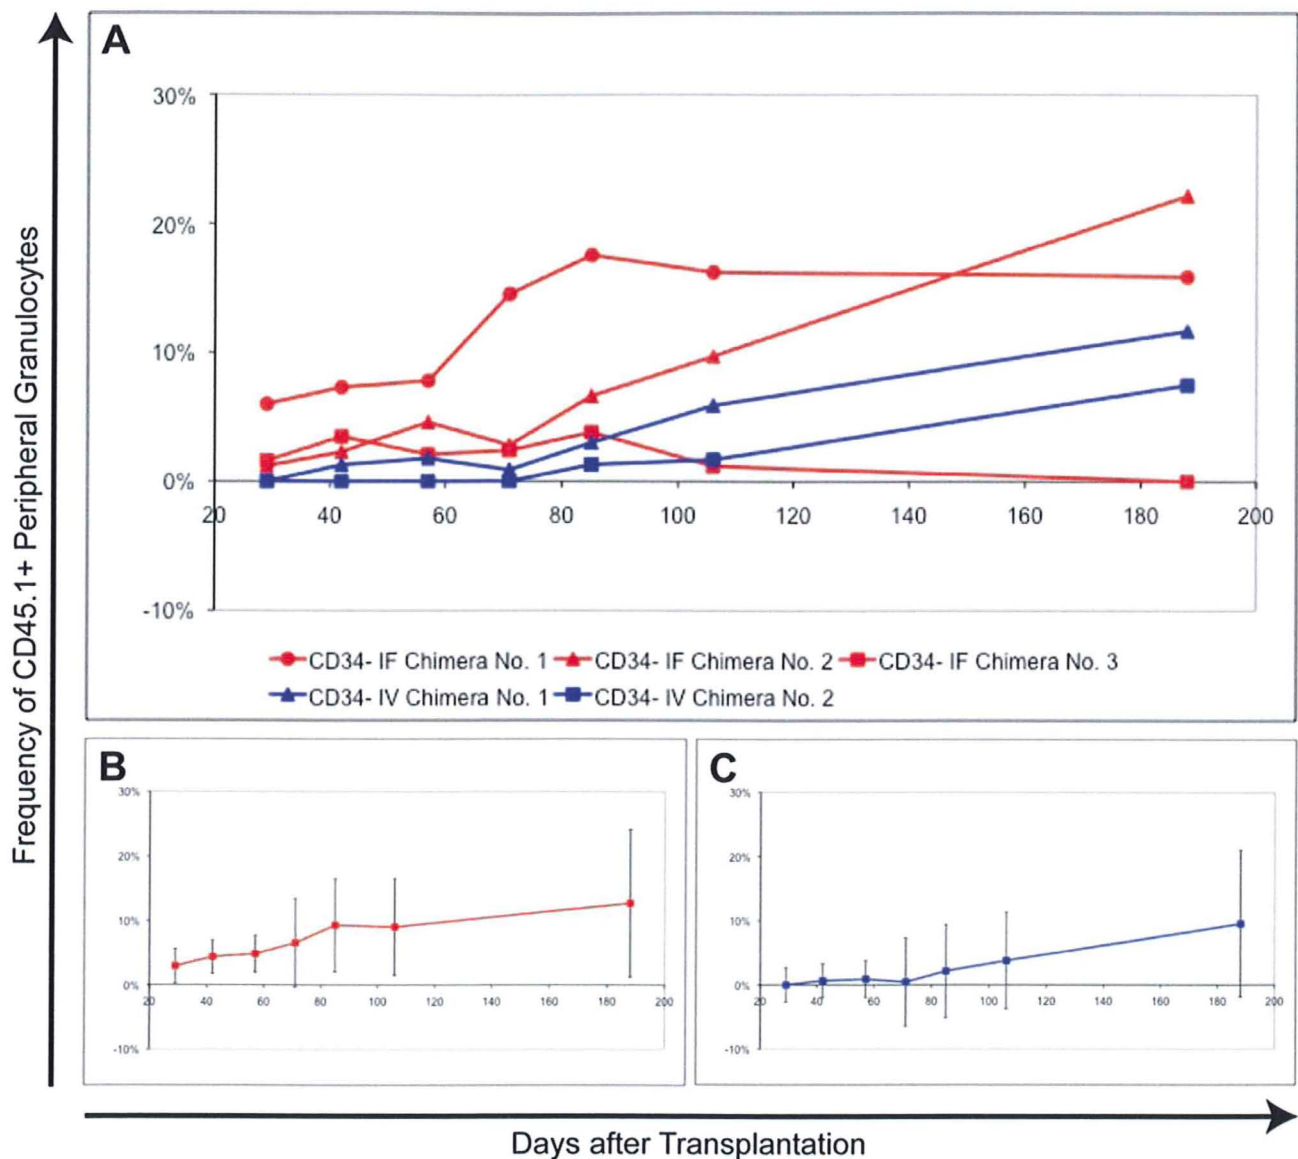 Frequency of CD45.1+ Peripheral Granulocytes
A
30%
20%
10%
0%
-10%
20 40 60 80 100 120 140 160 180 200
CD34- IF Chimera No. 1 CD34- IF Chimera No. 2 CD34- IF Chimera No. 3
CD34- IV Chimera No. 1 CD34- IV Chimera No. 2
B
30%
20%
10%
0%
-10%
20 40 60 80 100 120 140 160 180 200
C
30%
20%
10%
0%
-10%
20 40 60 80 100 120 140 160 180 200
Days after Transplantation